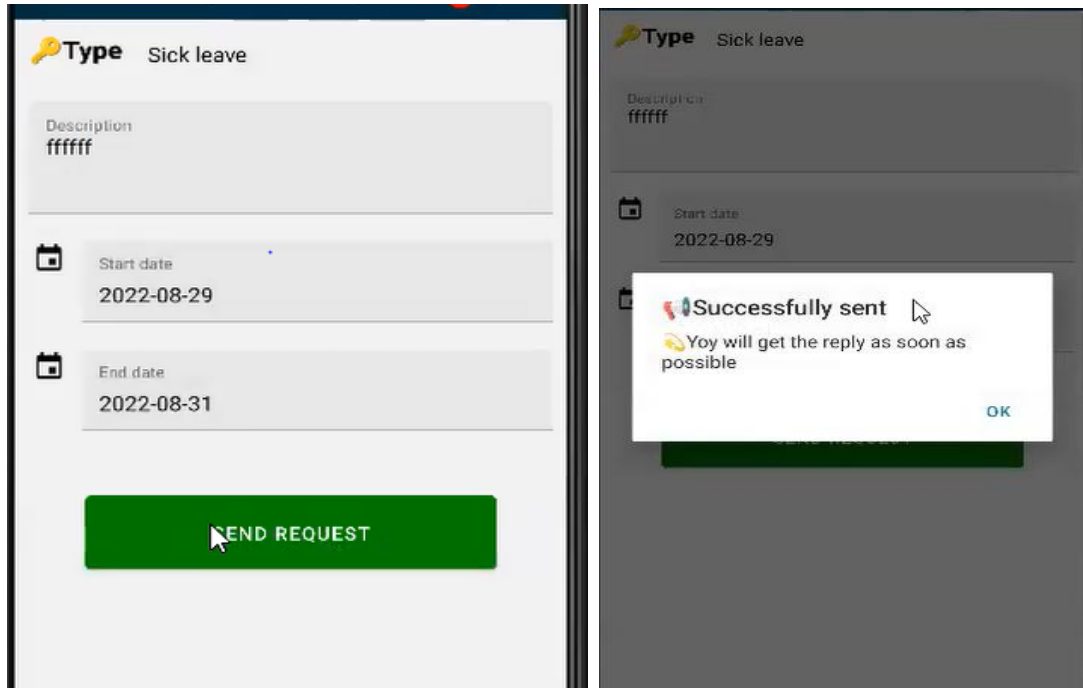 🔑Type Sick leave
Description
ffffff
Start date
2022-08-29
End date
2022-08-31
SEND REQUEST
🔑Type Sick leave
Description
ffffff
Start date
2022-08-29
📢Successfully sent
💫Yoy will get the reply as soon as
possible
OK
SEND REQUEST